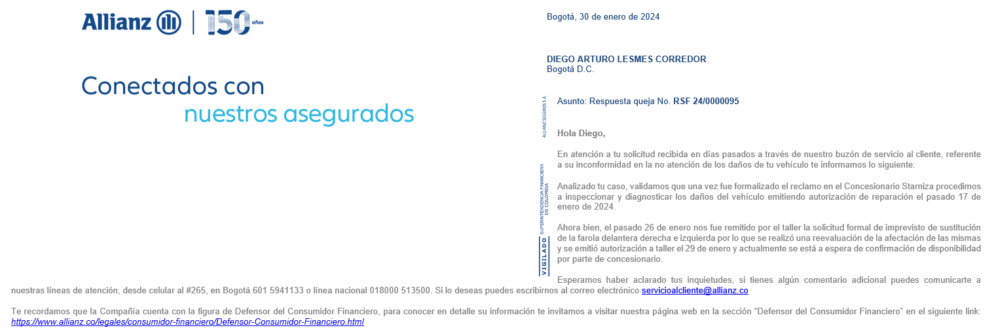 Allianz 150 años
Conectados con
nuestros asegurados
Bogotá, 30 de enero de 2024
DIEGO ARTURO LESMES CORREDOR
Bogotá D.C.
Asunto: Respuesta queja No. RSF 24/0000095
Hola Diego,
En atención a tu solicitud recibida en días pasados a través de nuestro buzón de servicio al cliente, referente
a su inconformidad en la no atención de los daños de tu vehículo te informamos lo siguiente:
Analizado tu caso, validamos que una vez fue formalizado el reclamo en el Concesionario Starniza procedimos
a inspeccionar y diagnosticar los daños del vehículo emitiendo autorización de reparación el pasado 17 de
enero de 2024.
Ahora bien, el pasado 26 de enero nos fue remitido por el taller la solicitud formal de imprevisto de sustitución
de la farola delantera derecha e izquierda por lo que se realizó una reevaluación de la afectación de las mismas
y se emitió autorización a taller el 29 de enero y actualmente se está a espera de confirmación de disponibilidad
por parte de concesionario.
Esperamos haber aclarado tus inquietudes, si tienes algún comentario adicional puedes comunicarte a
nuestras líneas de atención, desde celular al #265, en Bogotá 601 5941133 o línea nacional 018000 513500. Si lo deseas puedes escribirnos al correo electrónico servicioalcliente@allianz.co
Te recordamos que la Compañía cuenta con la figura de Defensor del Consumidor Financiero, para conocer en detalle su información te invitamos a visitar nuestra página web en la sección “Defensor del Consumidor Financiero” en el siguiente link:
https://www.allianz.co/legales/consumidor-financiero/Defensor-Consumidor-Financiero.html
ALLIANZ SEGUROS S.A.
VIGILADO SUPERINTENDENCIA FINANCIERA
DE COLOMBIA